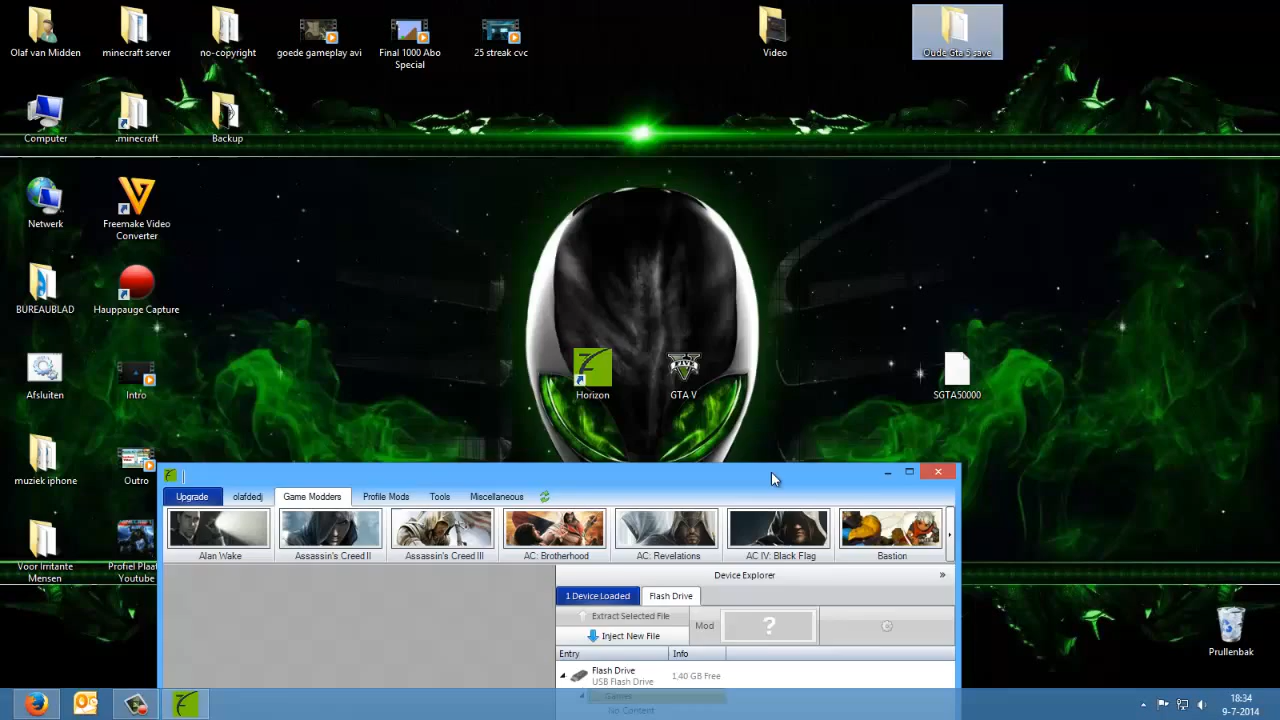 Olaf van Midden
minecraft server
no-copyright
goede gameplay avi
Final 1000 Abo
Special
25 streak cvc
Video
Oude Gta 5 save
Computer
.minecraft
Backup
Netwerk
Freemake Video
Converter
BUREAUBLAD
Hauppauge Capture
Afsluiten
Intro
Horizon
GTA V
SGTA50000
muziek iphone
Outro
Voor Irritante
Mensen
Profiel Plaat
Youtube
Prullenbak
Upgrade
olafdedj
Game Modders
Profile Mods
Tools
Miscellaneous
Alan Wake
Assassin's Creed II
Assassin's Creed III
AC: Brotherhood
AC: Revelations
AC IV: Black Flag
Bastion
Device Explorer
»
1 Device Loaded
Flash Drive
Extract Selected File
Inject New File
Mod
?
Entry
Info
Flash Drive
USB Flash Drive
1,40 GB Free
Games
No Content
18:34
9-7-2014